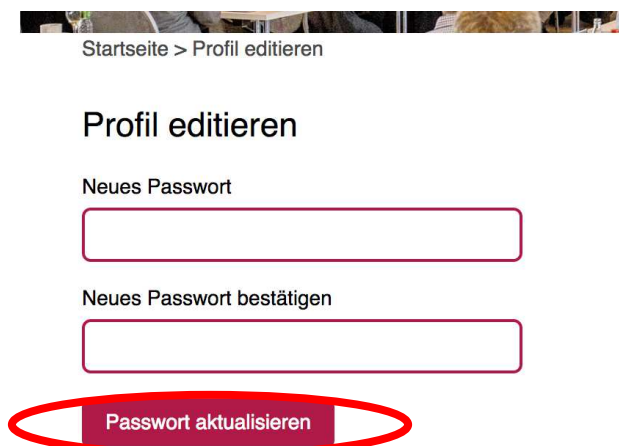 Startseite > Profil editieren
Profil editieren
Neues Passwort
Neues Passwort bestätigen
Passwort aktualisieren